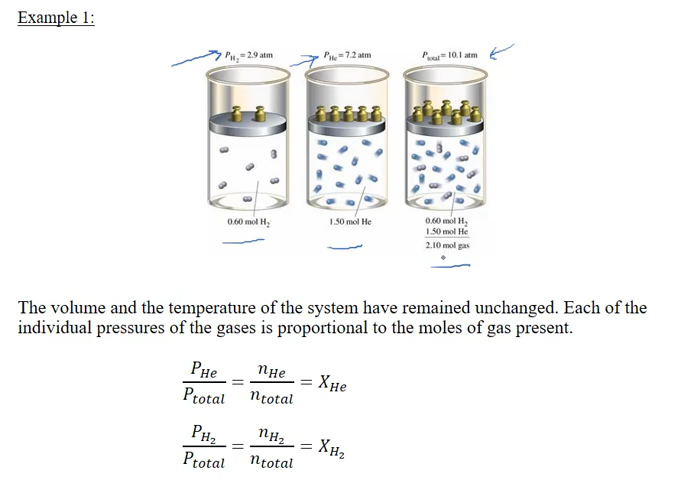 Example 1:
P_H₂ = 2.9 atm
P_He = 7.2 atm
P_total = 10.1 atm
0.60 mol H₂
1.50 mol He
0.60 mol H₂
1.50 mol He
2.10 mol gas
The volume and the temperature of the system have remained unchanged. Each of the
individual pressures of the gases is proportional to the moles of gas present.
P_He / P_total = n_He / n_total = X_He
P_H₂ / P_total = n_H₂ / n_total = X_H₂